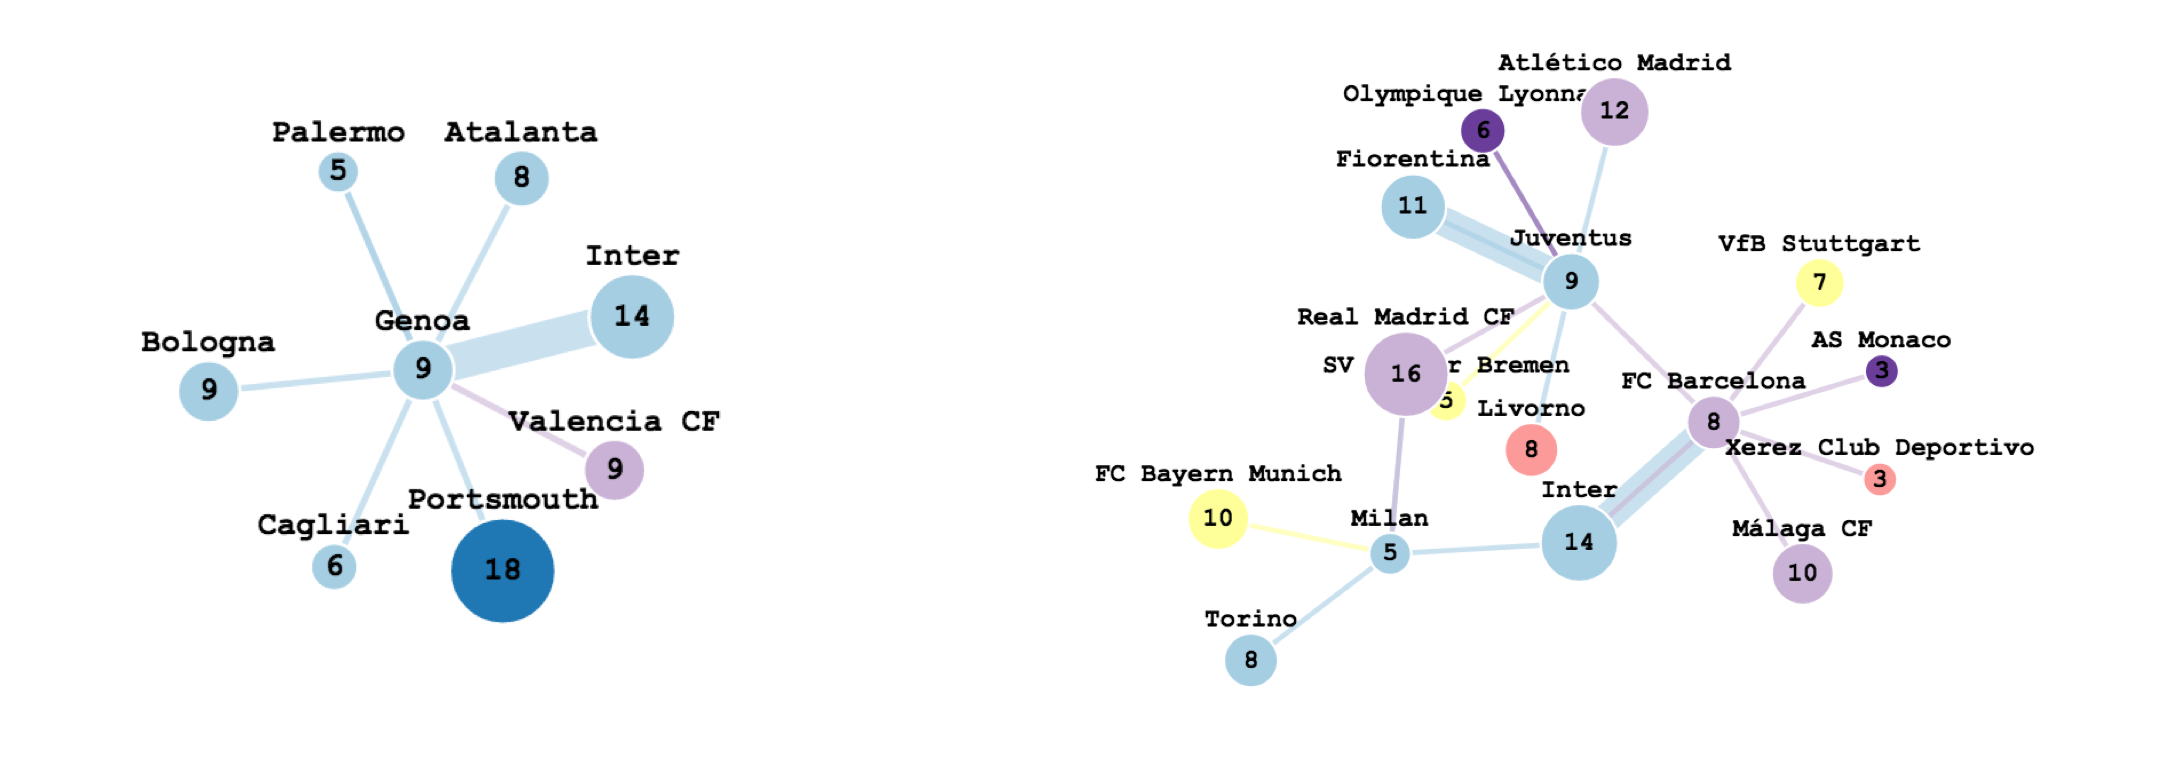 Palermo
5
Atalanta
8
Inter
14
Genoa
9
Bologna
9
Valencia CF
9
Portsmouth
18
Cagliari
6
Atlético Madrid
12
Olympique
6
Fiorentina
11
Juventus
9
VfB Stuttgart
7
Real Madrid CF
16
SV Bremen
5
AS Monaco
3
FC Barcelona
8
Livorno
8
Xerez Club Deportivo
3
FC Bayern Munich
10
Inter
14
Milan
5
Málaga CF
10
Torino
8